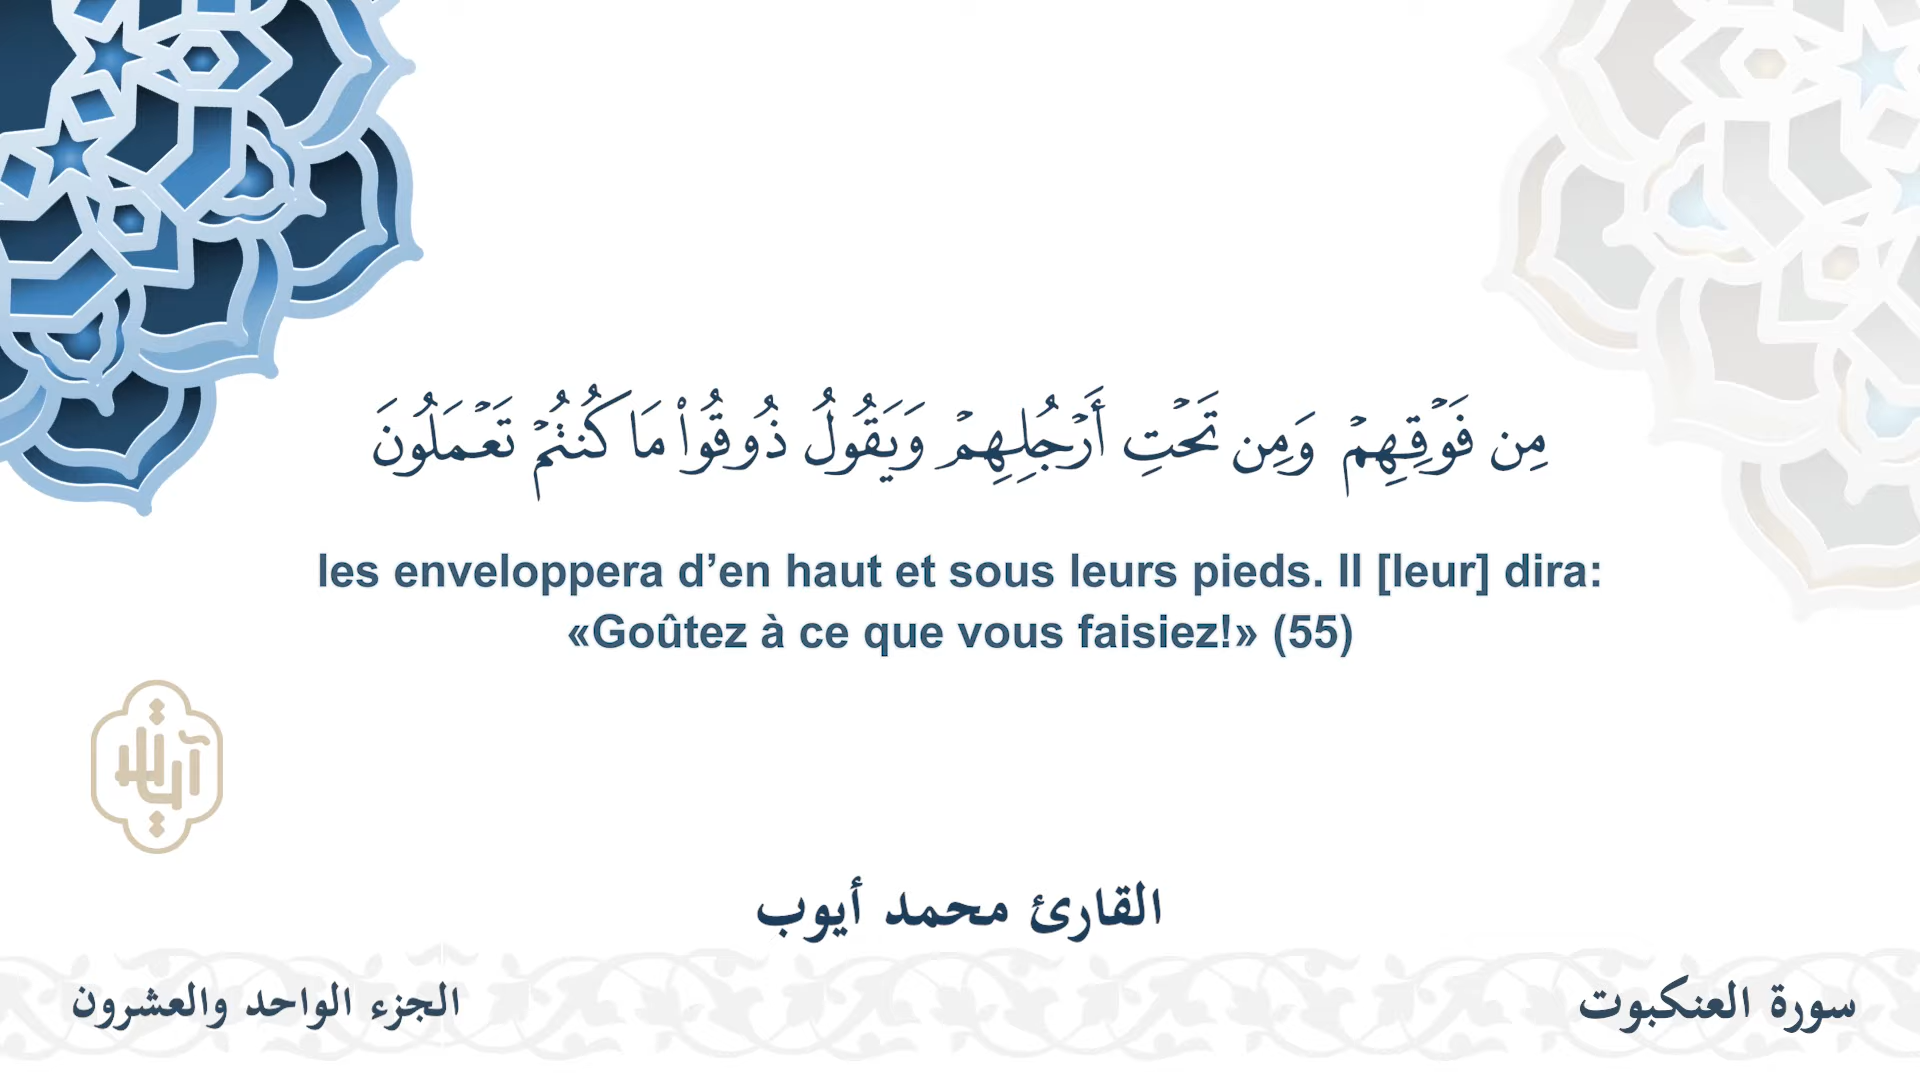 مِن فَوْقِهِمْ وَمِن تَحْتِ أَرْجُلِهِمْ وَيَقُولُ ذُوقُوا۟ مَا كُنتُمْ تَعْمَلُونَ
les enveloppera d’en haut et sous leurs pieds. Il [leur] dira:
«Goûtez à ce que vous faisiez!» (55)
آيات
القارئ محمد أيوب
سورة العنكبوت
الجزء الواحد والعشرون